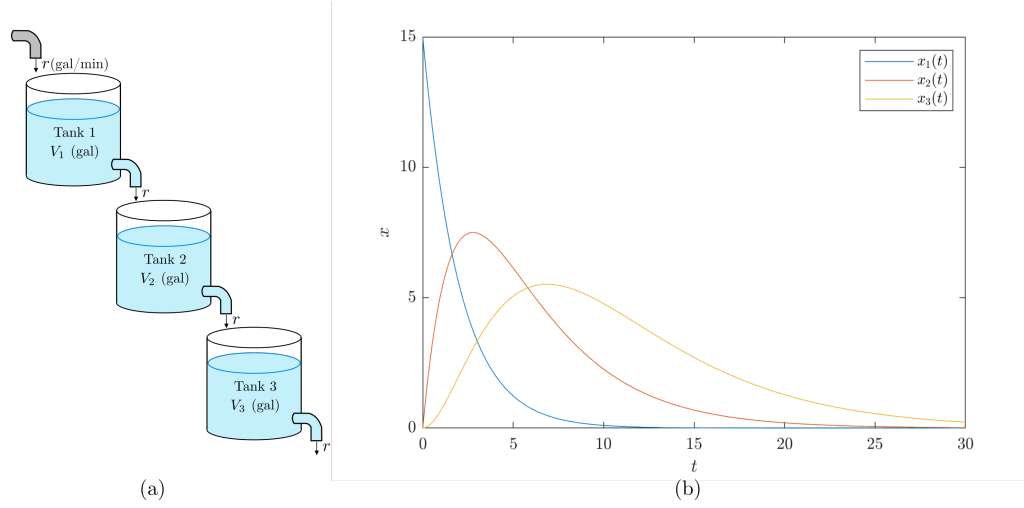 r(gal/min)
Tank 1
V₁ (gal)
r
Tank 2
V₂ (gal)
r
Tank 3
V₃ (gal)
r
(a)
15
10
5
0
x
0 5 10 15 20 25 30
t
x₁(t)
x₂(t)
x₃(t)
(b)